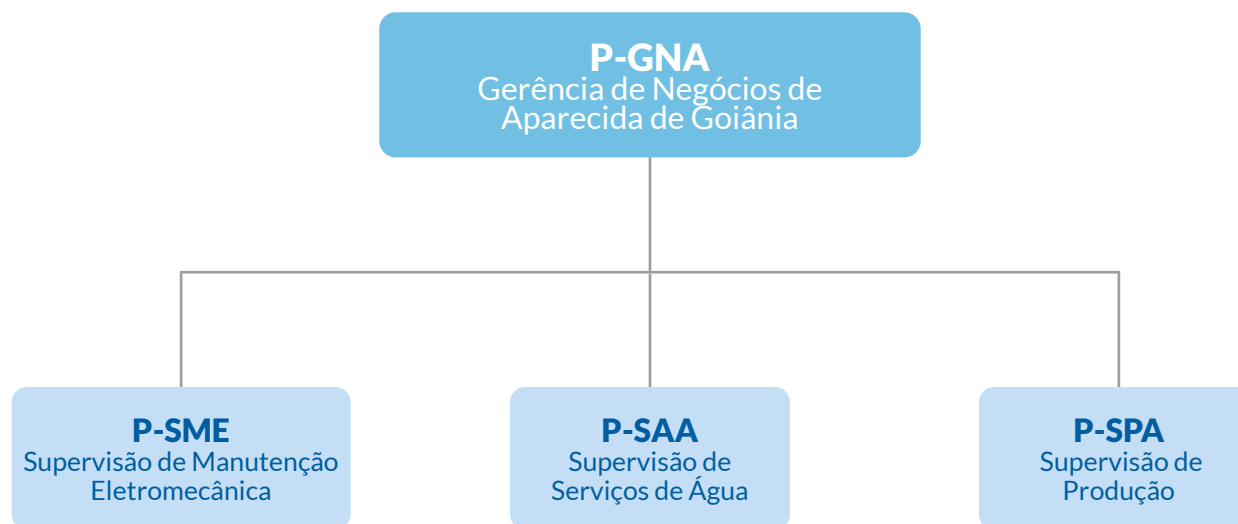 P-GNA
Gerência de Negócios de
Aparecida de Goiânia
P-SME
Supervisão de Manutenção
Eletromecânica
P-SAA
Supervisão de
Serviços de Água
P-SPA
Supervisão de
Produção